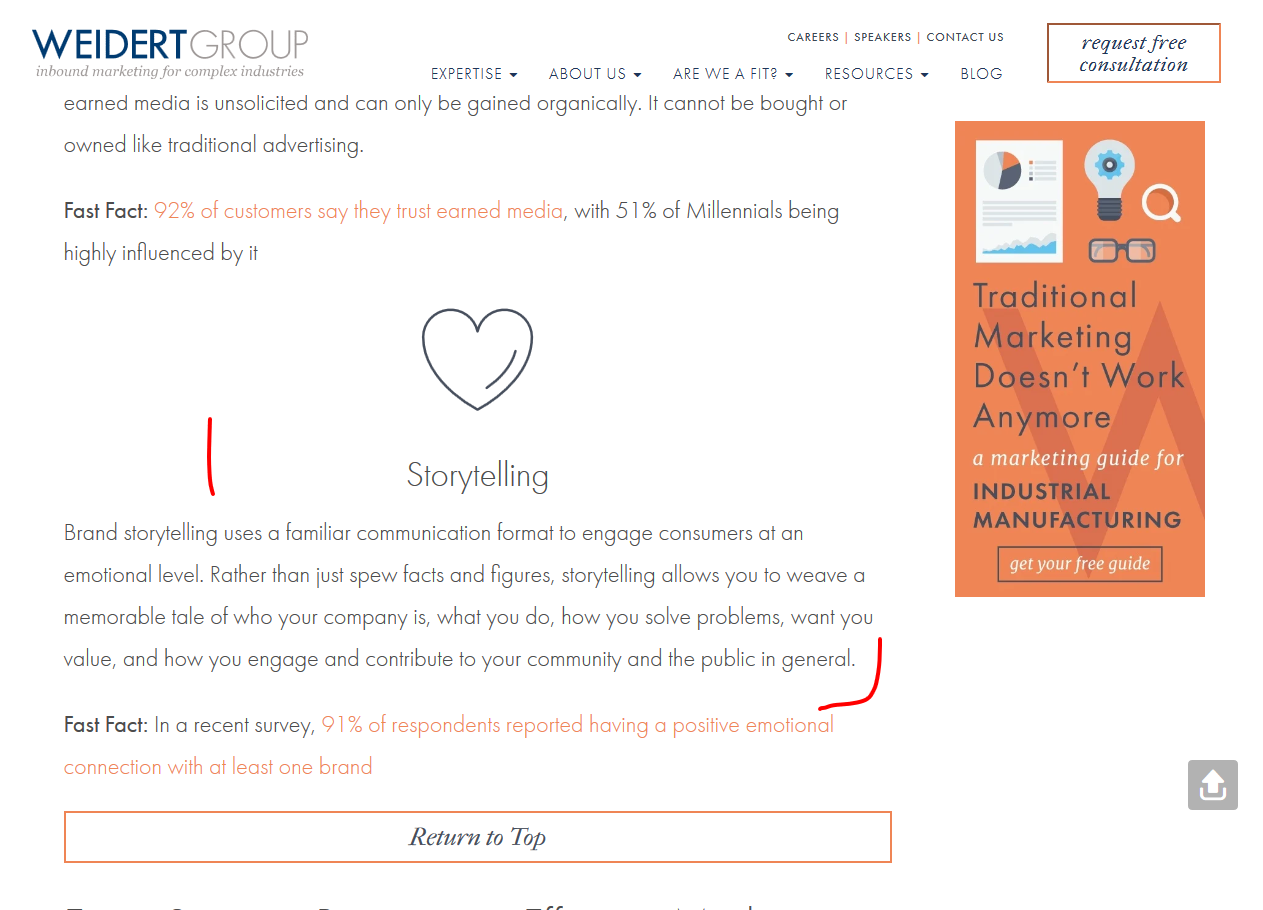 WEIDERTGROUP
inbound marketing for complex industries
CAREERS | SPEAKERS | CONTACT US
EXPERTISE ABOUT US ARE WE A FIT? RESOURCES BLOG
request free
consultation
earned media is unsolicited and can only be gained organically. It cannot be bought or
owned like traditional advertising.
Fast Fact: 92% of customers say they trust earned media, with 51% of Millennials being
highly influenced by it
Storytelling
Brand storytelling uses a familiar communication format to engage consumers at an
emotional level. Rather than just spew facts and figures, storytelling allows you to weave a
memorable tale of who your company is, what you do, how you solve problems, want you
value, and how you engage and contribute to your community and the public in general.
Fast Fact: In a recent survey, 91% of respondents reported having a positive emotional
connection with at least one brand
Return to Top
Traditional
Marketing
Doesn't Work
Anymore
a marketing guide for
INDUSTRIAL
MANUFACTURING
get your free guide